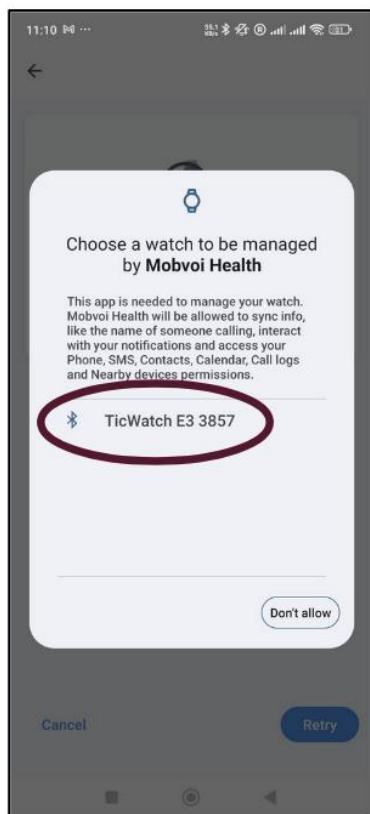 11:10
Choose a watch to be managed
by Mobvoi Health
This app is needed to manage your watch.
Mobvoi Health will be allowed to sync info,
like the name of someone calling, interact
with your notifications and access your
Phone, SMS, Contacts, Calendar, Call logs
and Nearby devices permissions.
TicWatch E3 3857
Don't allow
Cancel
Retry